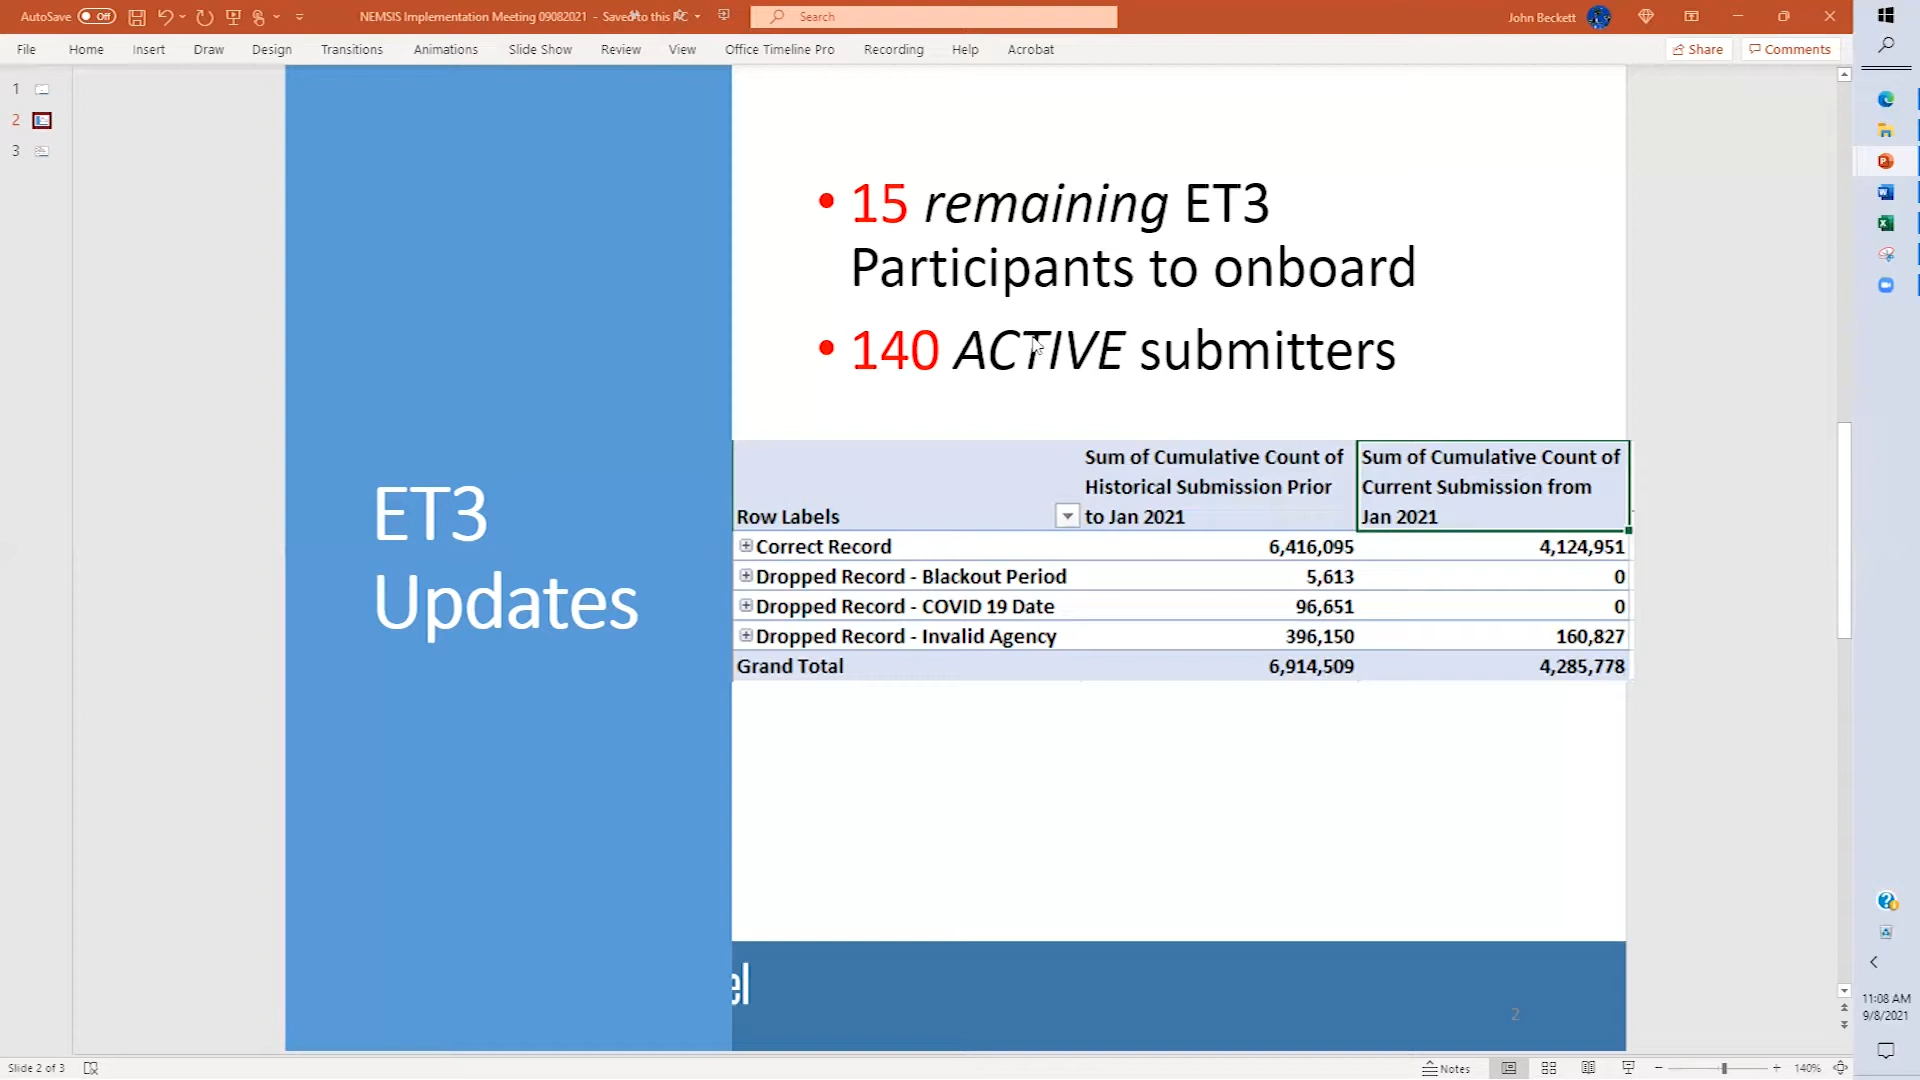 AutoSave Off
NEMSIS Implementation Meeting 09082021 - Saved to this PC
Search
John Beckett
File Home Insert Draw Design Transitions Animations Slide Show Review View Office Timeline Pro Recording Help Acrobat
Share Comments
1
2
3
• 15 remaining ET3
Participants to onboard
• 140 ACTIVE submitters
ET3
Updates
Sum of Cumulative Count of
Historical Submission Prior
Row Labels to Jan 2021
Sum of Cumulative Count of
Current Submission from
Jan 2021
Correct Record 6,416,095 4,124,951
Dropped Record - Blackout Period 5,613 0
Dropped Record - COVID 19 Date 96,651 0
Dropped Record - Invalid Agency 396,150 160,827
Grand Total 6,914,509 4,285,778
el
2
11:08 AM
9/8/2021
Slide 2 of 3
Notes
140%